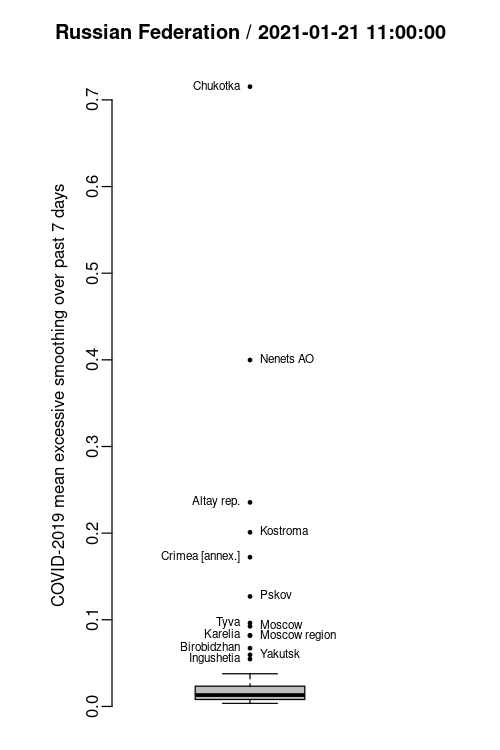 Russian Federation / 2021-01-21 11:00:00
COVID-2019 mean excessive smoothing over past 7 days
0.7
0.6
0.5
0.4
0.3
0.2
0.1
0.0
Chukotka
Nenets AO
Altay rep.
Kostroma
Crimea [annex.]
Pskov
Tyva
Moscow
Karelia
Moscow region
Birobidzhan
Yakutsk
Ingushetia